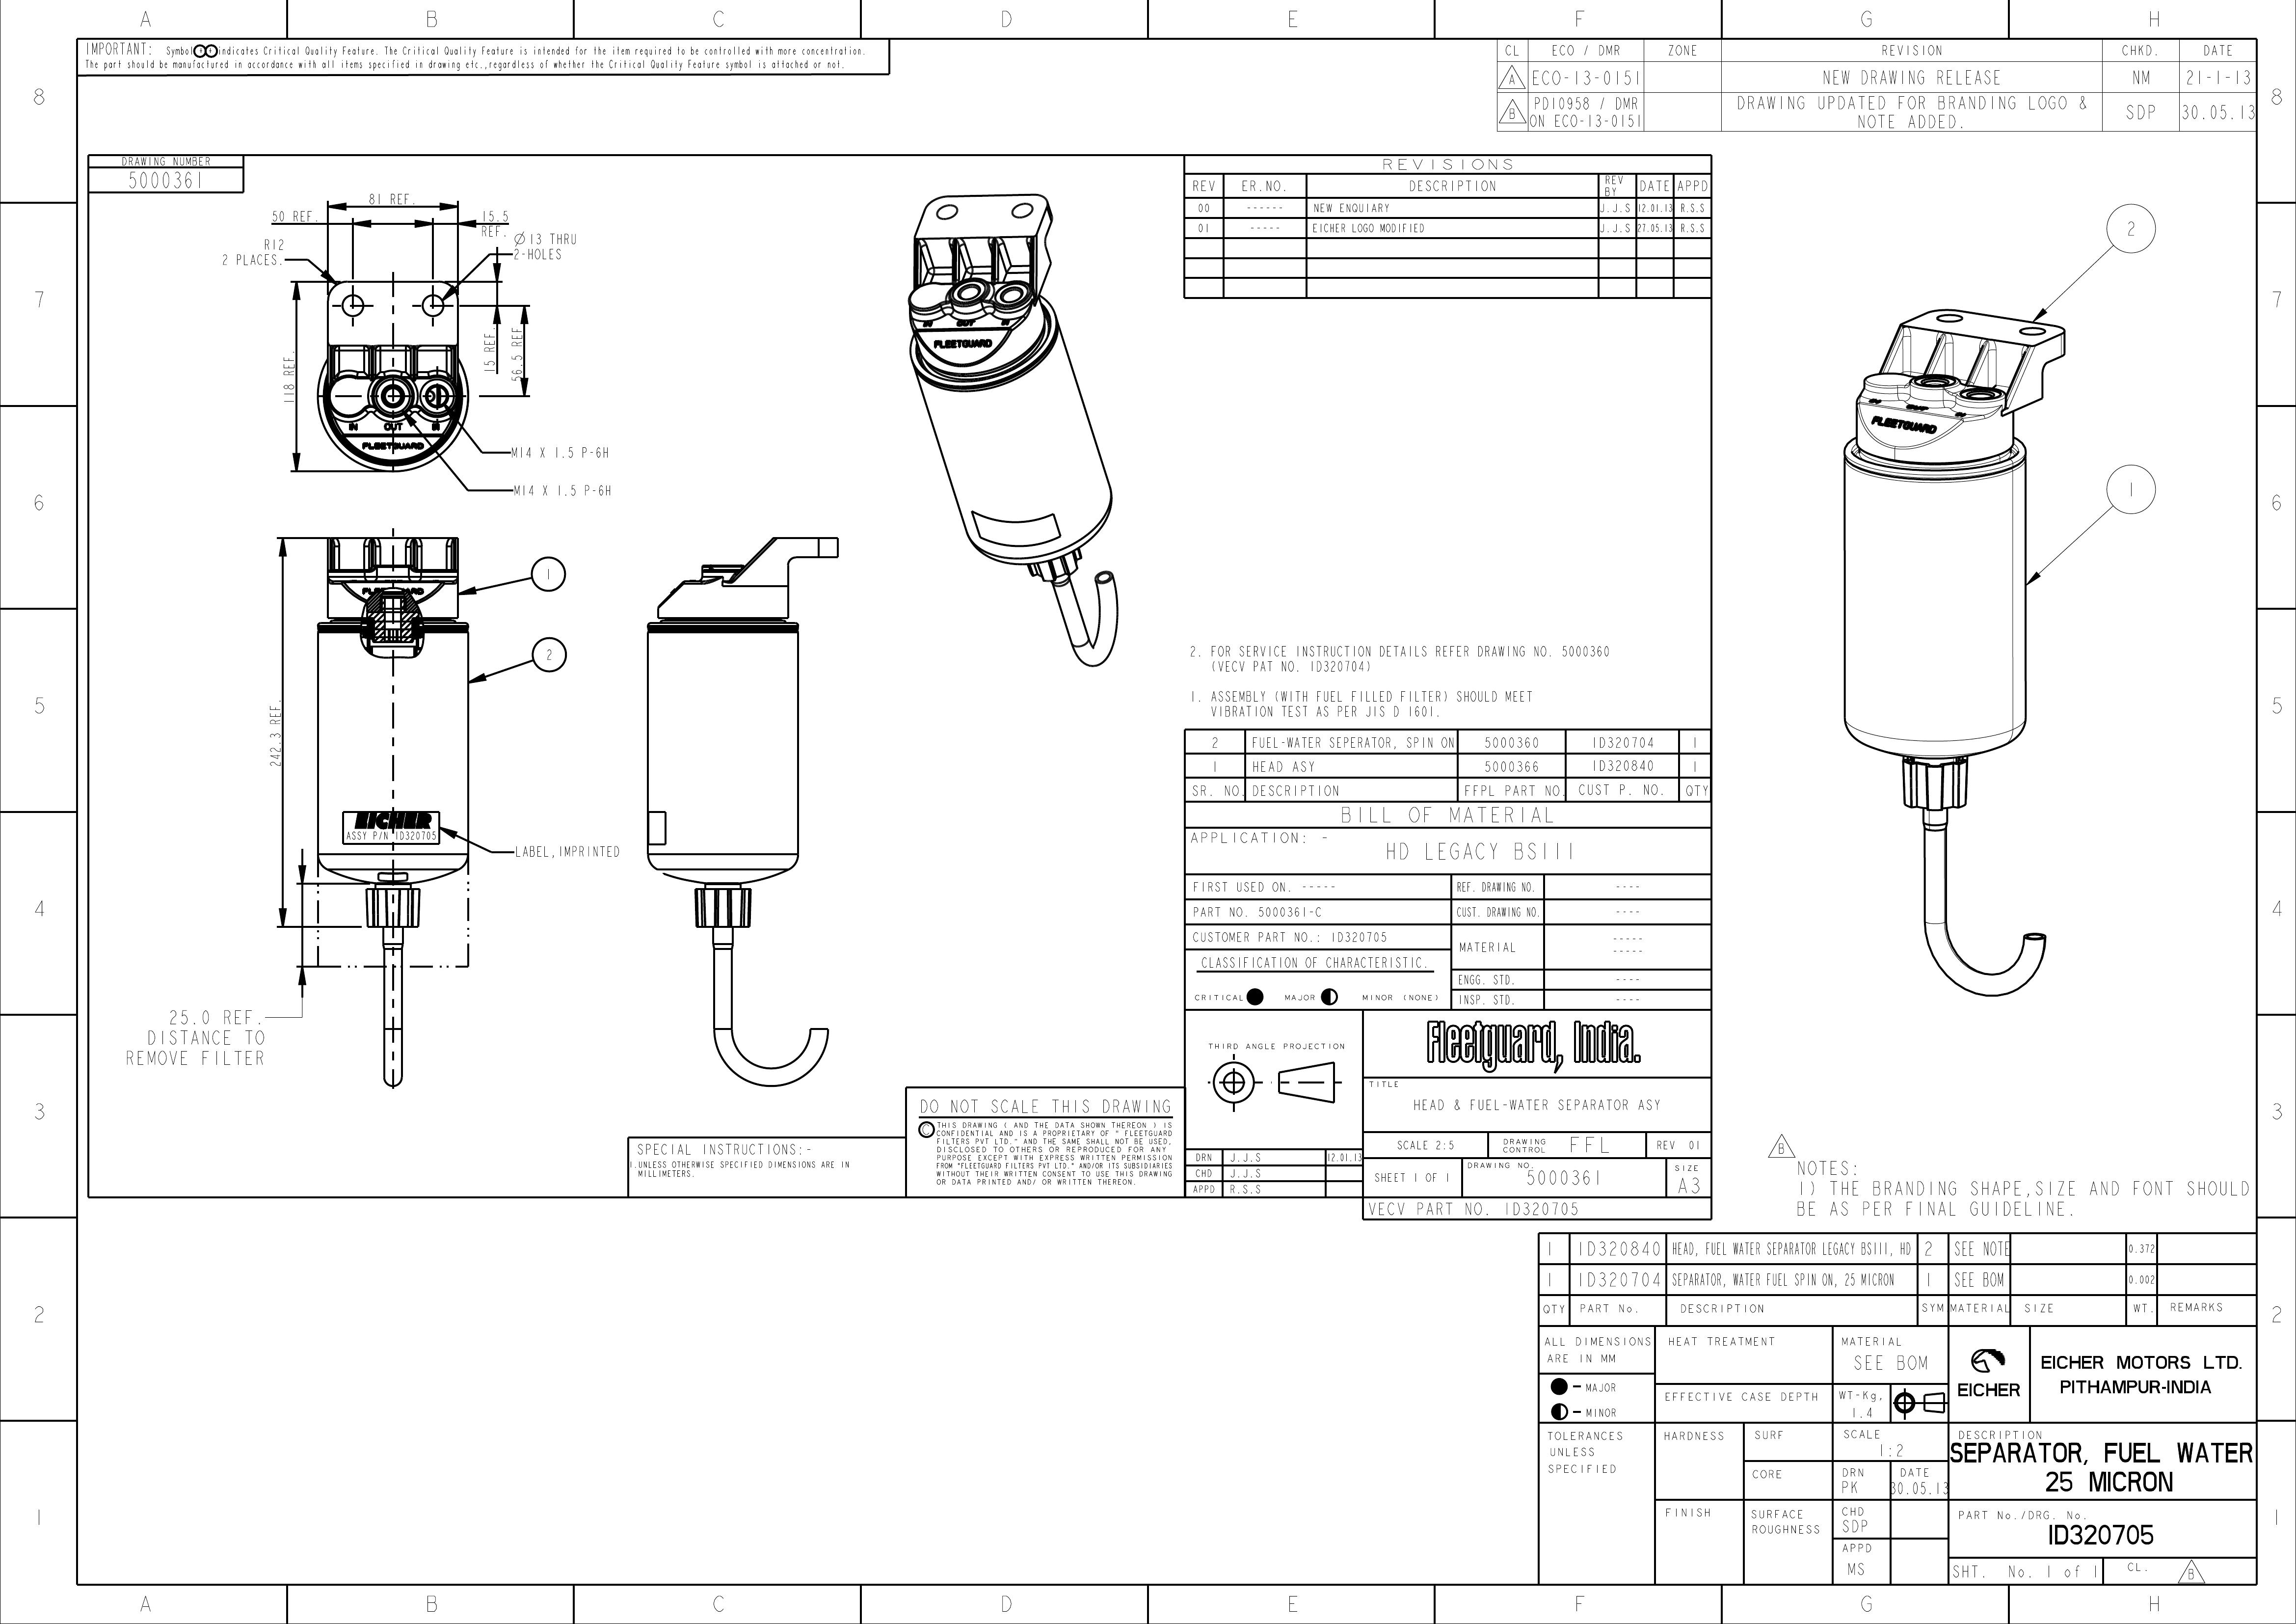 A B C D E F G H
8
7
6
5
4
3
2
1
IMPORTANT: Symbol indicates Critical Quality Feature. The Critical Quality Feature is intended for the item required to be controlled with more concentration.
The part should be manufactured in accordance with all items specified in drawing etc.,regardless of whether the Critical Quality Feature symbol is attached or not.
CL ECO / DMR ZONE REVISION CHKD. DATE
A ECO-13-0151 NEW DRAWING RELEASE NM 21-1-13
B PD10958 / DMR ON ECO-13-0151 DRAWING UPDATED FOR BRANDING LOGO & NOTE ADDED. SDP 30.05.13
DRAWING NUMBER
5000361
81 REF.
50 REF.
15.5 REF.
R12
2 PLACES.
Ø13 THRU
2-HOLES
118 REF.
15 REF.
56.5 REF
IN OUT IN
FLEETGUARD
M14 X 1.5 P-6H
M14 X 1.5 P-6H
1
2
242.3 REF.
EICHER
ASSY P/N ID320705
LABEL,IMPRINTED
25.0 REF.
DISTANCE TO
REMOVE FILTER
IN OUT IN
FLEETGUARD
REVISIONS
REV ER.NO. DESCRIPTION REV BY DATE APPD
00 ------ NEW ENQUIARY J.J.S 12.01.13 R.S.S
01 ----- EICHER LOGO MODIFIED J.J.S 27.05.13 R.S.S
2. FOR SERVICE INSTRUCTION DETAILS REFER DRAWING NO. 5000360
(VECV PAT NO. ID320704)
1. ASSEMBLY (WITH FUEL FILLED FILTER) SHOULD MEET
VIBRATION TEST AS PER JIS D 1601.
2 FUEL-WATER SEPERATOR, SPIN ON 5000360 ID320704 1
1 HEAD ASY 5000366 ID320840 1
SR. NO. DESCRIPTION FFPL PART NO. CUST P. NO. QTY
BILL OF MATERIAL
APPLICATION: -
HD LEGACY BSIII
FIRST USED ON. ----- REF. DRAWING NO. ----
PART NO. 5000361-C CUST. DRAWING NO. ----
CUSTOMER PART NO.: ID320705 MATERIAL -----
-----
CLASSIFICATION OF CHARACTERISTIC.
CRITICAL MAJOR MINOR (NONE)
ENGG. STD. ----
INSP. STD. ----
THIRD ANGLE PROJECTION
Fleetguard, India.
TITLE
HEAD & FUEL-WATER SEPARATOR ASY
SCALE 2:5 DRAWING CONTROL FFL REV 01
DRN J.J.S 12.01.13
CHD J.J.S
APPD R.S.S
SHEET 1 OF 1 DRAWING NO. 5000361 SIZE A3
VECV PART NO. ID320705
SPECIAL INSTRUCTIONS:-
1.UNLESS OTHERWISE SPECIFIED DIMENSIONS ARE IN
MILLIMETERS.
DO NOT SCALE THIS DRAWING
© THIS DRAWING ( AND THE DATA SHOWN THEREON ) IS
CONFIDENTIAL AND IS A PROPRIETARY OF " FLEETGUARD
FILTERS PVT LTD." AND THE SAME SHALL NOT BE USED,
DISCLOSED TO OTHERS OR REPRODUCED FOR ANY
PURPOSE EXCEPT WITH EXPRESS WRITTEN PERMISSION
FROM "FLEETGUARD FILTERS PVT LTD." AND/OR ITS SUBSIDIARIES
WITHOUT THEIR WRITTEN CONSENT TO USE THIS DRAWING
OR DATA PRINTED AND/ OR WRITTEN THEREON.
2
1
FLEETGUARD
B
NOTES:
1) THE BRANDING SHAPE,SIZE AND FONT SHOULD
BE AS PER FINAL GUIDELINE.
1 ID320840 HEAD, FUEL WATER SEPARATOR LEGACY BSIII, HD 2 SEE NOTE 0.372
1 ID320704 SEPARATOR, WATER FUEL SPIN ON, 25 MICRON 1 SEE BOM 0.002
QTY PART No. DESCRIPTION SYM MATERIAL SIZE WT. REMARKS
ALL DIMENSIONS
ARE IN MM
- MAJOR
- MINOR
TOLERANCES
UNLESS
SPECIFIED
HEAT TREATMENT
EFFECTIVE CASE DEPTH
HARDNESS SURF
CORE
FINISH SURFACE ROUGHNESS
MATERIAL
SEE BOM
WT-Kg,
1.4
SCALE
1:2
DRN PK DATE 30.05.13
CHD SDP
APPD MS
EICHER
EICHER MOTORS LTD.
PITHAMPUR-INDIA
DESCRIPTION
SEPARATOR, FUEL WATER
25 MICRON
PART No./DRG. No.
ID320705
SHT. No. 1 of 1 CL. B
A B C D E F G H